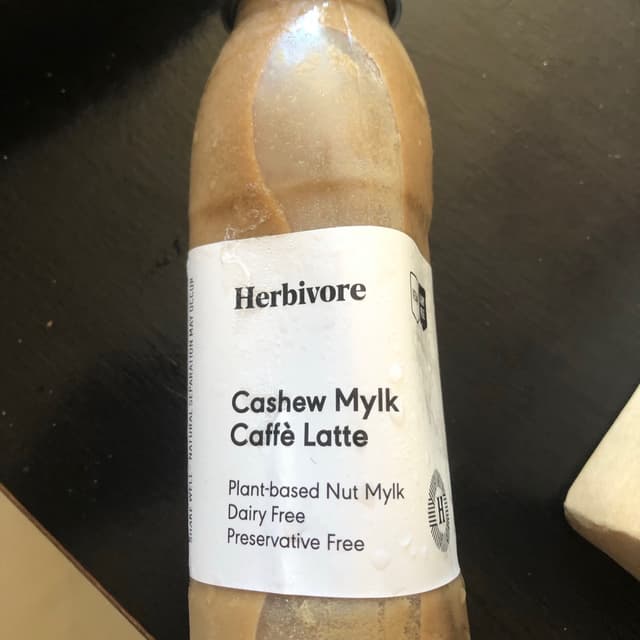 Herbivore
Cashew Mylk
Caffè Latte
Plant-based Nut Mylk
Dairy Free
Preservative Free
SHAKE WELL. NATURAL SEPARATION MAY OCCUR
H